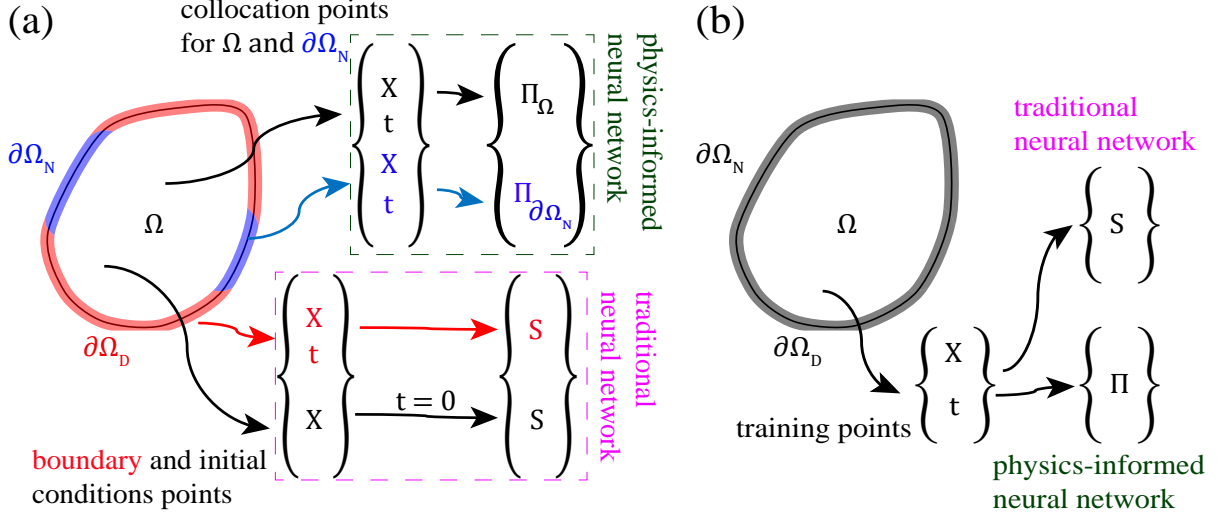 (a)
collocation points
for Ω and ∂Ω_N
X
t
X
t
Π_Ω
Π_∂Ω_N
physics-informed
neural network
∂Ω_N
Ω
∂Ω_D
X
t
X
t = 0
S
S
traditional
neural network
boundary and initial
conditions points
(b)
∂Ω_N
Ω
∂Ω_D
traditional
neural network
S
X
t
Π
training points
physics-informed
neural network